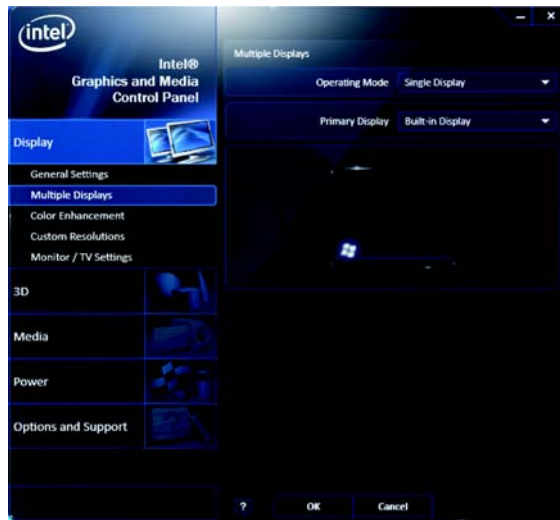 intel
Intel®
Graphics and Media
Control Panel
Display
General Settings
Multiple Displays
Color Enhancement
Custom Resolutions
Monitor / TV Settings
3D
Media
Power
Options and Support
Multiple Displays
Operating Mode Single Display
Primary Display Built-in Display
? OK Cancel